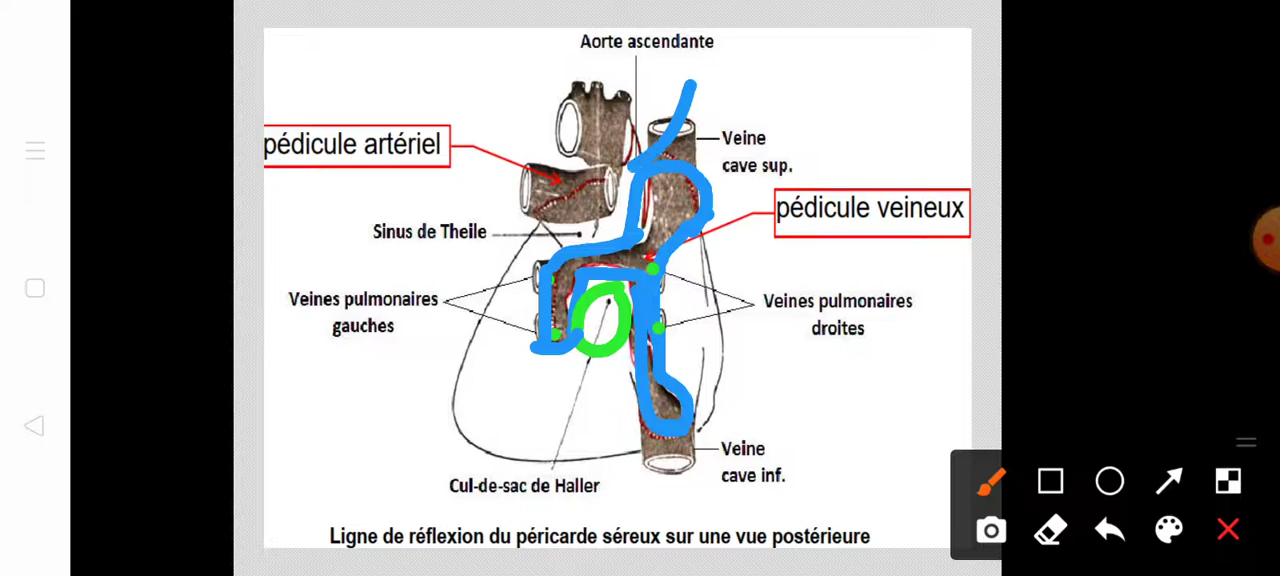 Aorte ascendante
pédicule artériel
Veine
cave sup.
pédicule veineux
Sinus de Theile
Veines pulmonaires
gauches
Veines pulmonaires
droites
Veine
cave inf.
Cul-de-sac de Haller
Ligne de réflexion du péricarde séreux sur une vue postérieure